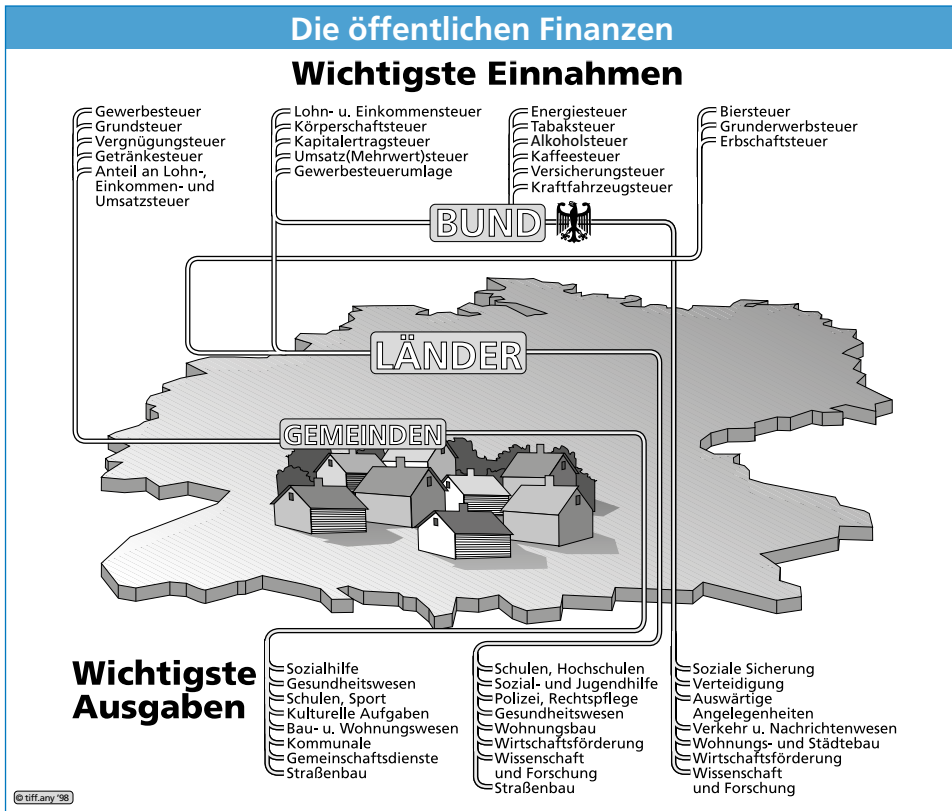 Die öffentlichen Finanzen
Wichtigste Einnahmen
Gewerbesteuer
Grundsteuer
Vergnügungsteuer
Getränkesteuer
Anteil an Lohn-,
Einkommen- und
Umsatzsteuer
Lohn- u. Einkommensteuer
Körperschaftsteuer
Kapitalertragsteuer
Umsatz(Mehrwert)steuer
Gewerbesteuerumlage
Energiesteuer
Tabaksteuer
Alkoholsteuer
Kaffeesteuer
Versicherungsteuer
Kraftfahrzeugsteuer
Biersteuer
Grunderwerbsteuer
Erbschaftsteuer
BUND
LÄNDER
GEMEINDEN
Wichtigste
Ausgaben
Sozialhilfe
Gesundheitswesen
Schulen, Sport
Kulturelle Aufgaben
Bau- u. Wohnungswesen
Kommunale
Gemeinschaftsdienste
Straßenbau
Schulen, Hochschulen
Sozial- und Jugendhilfe
Polizei, Rechtspflege
Gesundheitswesen
Wohnungsbau
Wirtschaftsförderung
Wissenschaft
und Forschung
Straßenbau
Soziale Sicherung
Verteidigung
Auswärtige
Angelegenheiten
Verkehr u. Nachrichtenwesen
Wohnungs- und Städtebau
Wirtschaftsförderung
Wissenschaft
und Forschung
© tiff.any '98